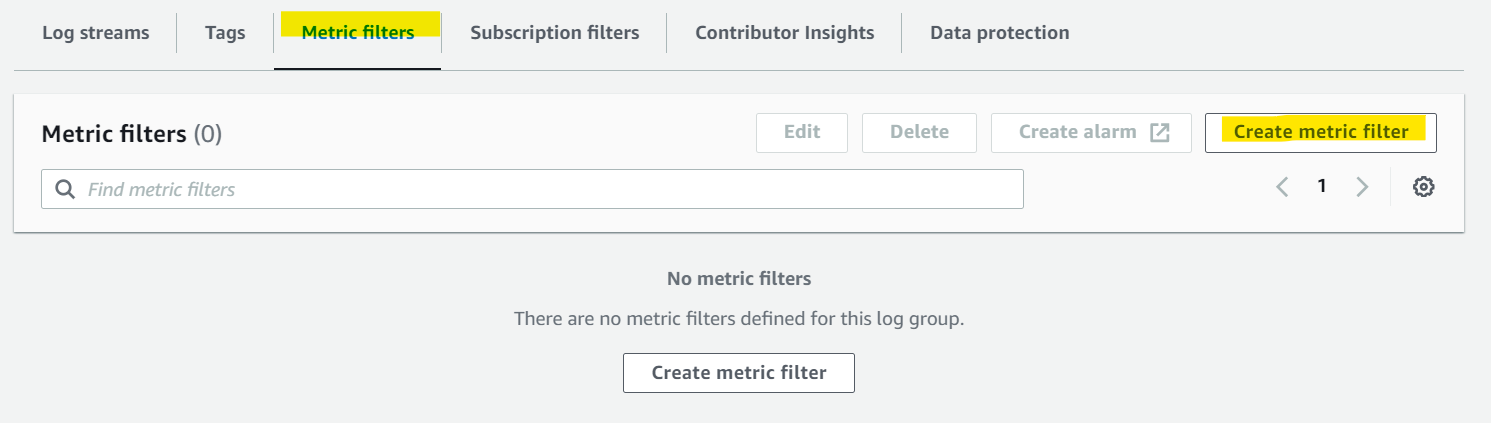 Log streams Tags Metric filters Subscription filters Contributor Insights Data protection
Metric filters (0) Edit Delete Create alarm Create metric filter
Find metric filters 1
No metric filters
There are no metric filters defined for this log group.
Create metric filter